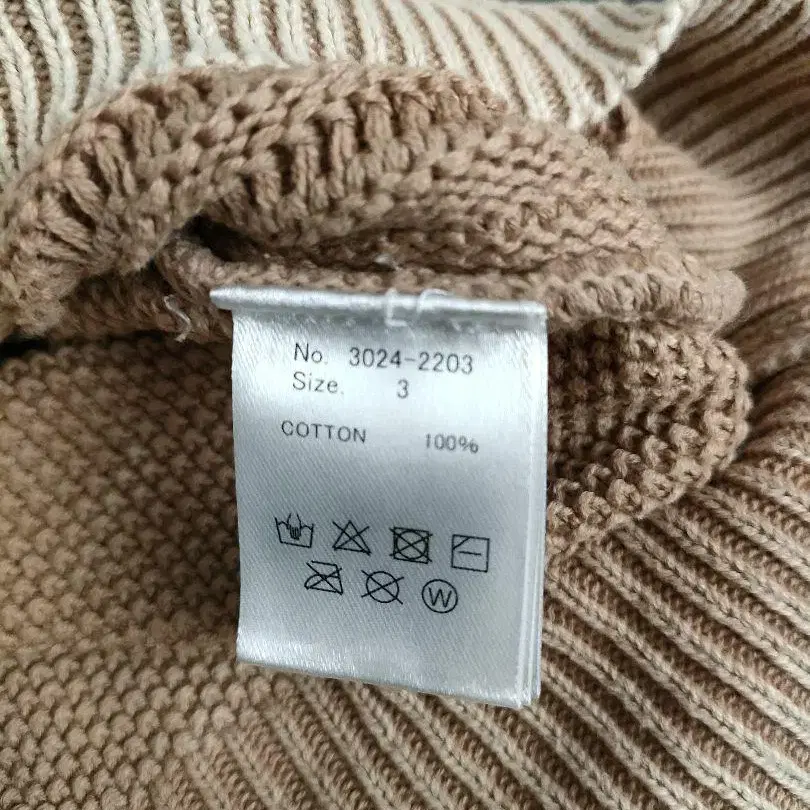 No. 3024-2203
Size. 3
COTTON 100%
W